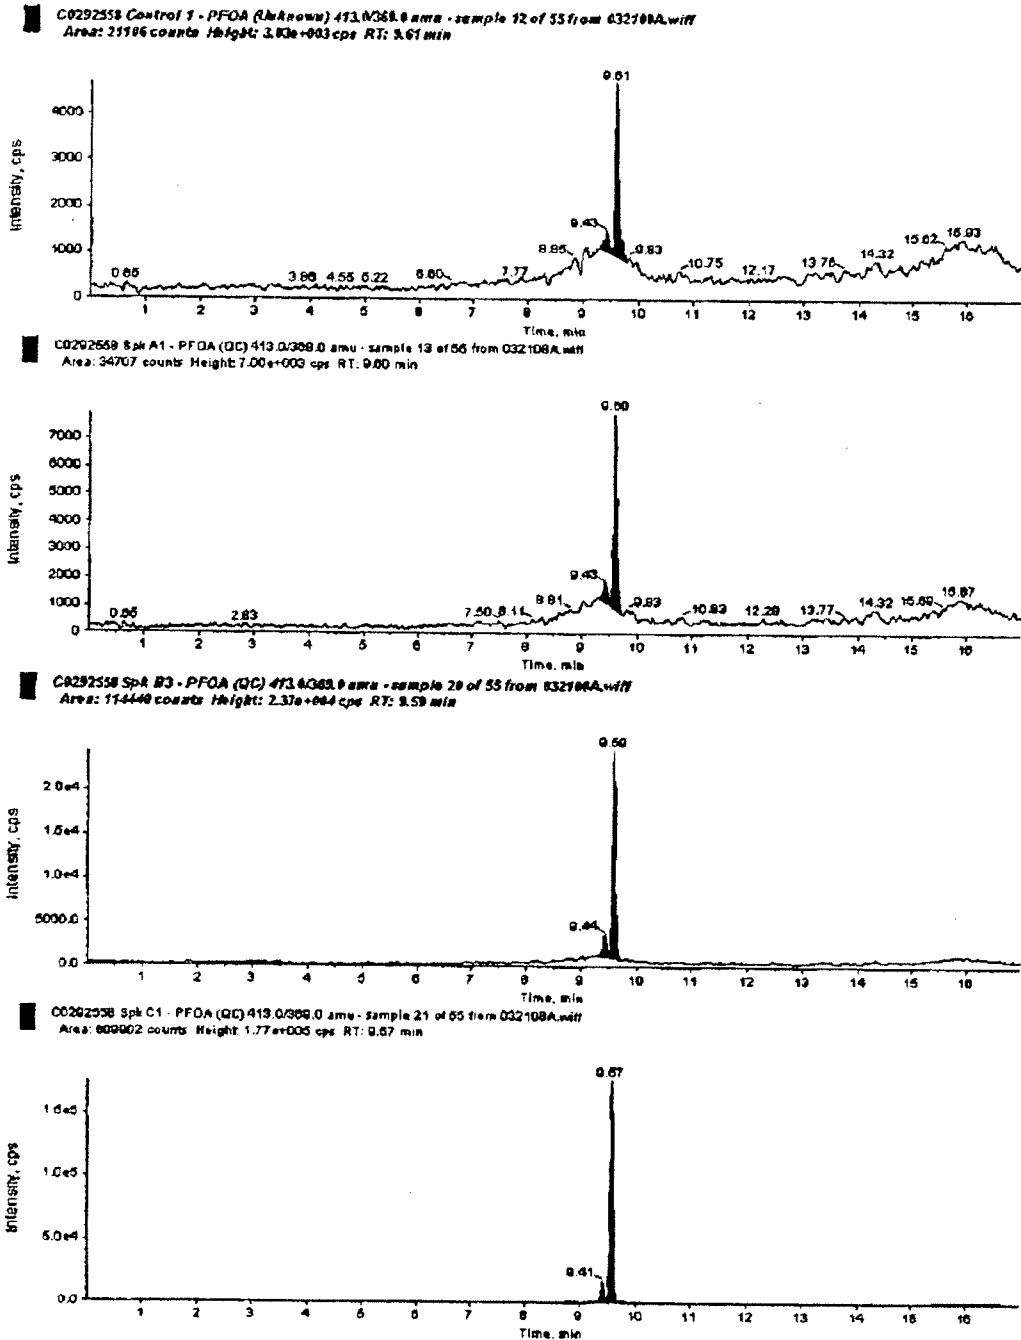 C0292558 Control 1 - PFOA (Unknown) 413.0/369.0 amu - sample 12 of 55 from 032108A.wiff
Area: 21186 counts Height: 3.83e+003 cps RT: 9.61 min
9.61
4000
3000
2000
1000
0
Intensity, cps
0.65 3.86 4.55 5.22 6.60 7.77 8.85 9.43 9.83 10.75 12.17 13.76 14.32 15.62 15.93
1 2 3 4 5 6 7 8 9 10 11 12 13 14 15 16
Time, min
C0292558 Spk A1 - PFOA (QC) 413.0/369.0 amu - sample 13 of 55 from 032108A.wiff
Area: 34707 counts Height: 7.00e+003 cps RT: 9.60 min
9.60
7000
6000
5000
4000
3000
2000
1000
0
Intensity, cps
0.65 2.83 7.50 8.11 8.81 9.43 9.83 10.83 12.28 13.77 14.32 15.69 15.87
1 2 3 4 5 6 7 8 9 10 11 12 13 14 15 16
Time, min
C0292558 Spk B3 - PFOA (QC) 413.0/369.0 amu - sample 20 of 55 from 032108A.wiff
Area: 114440 counts Height: 2.37e+004 cps RT: 9.59 min
9.59
2.0e4
1.5e4
1.0e4
5000.0
0.0
Intensity, cps
9.44
1 2 3 4 5 6 7 8 9 10 11 12 13 14 15 16
Time, min
C0292558 Spk C1 - PFOA (QC) 413.0/369.0 amu - sample 21 of 55 from 032108A.wiff
Area: 809902 counts Height: 1.77e+005 cps RT: 9.57 min
9.57
1.5e5
1.0e5
5.0e4
0.0
Intensity, cps
9.41
1 2 3 4 5 6 7 8 9 10 11 12 13 14 15 16
Time, min